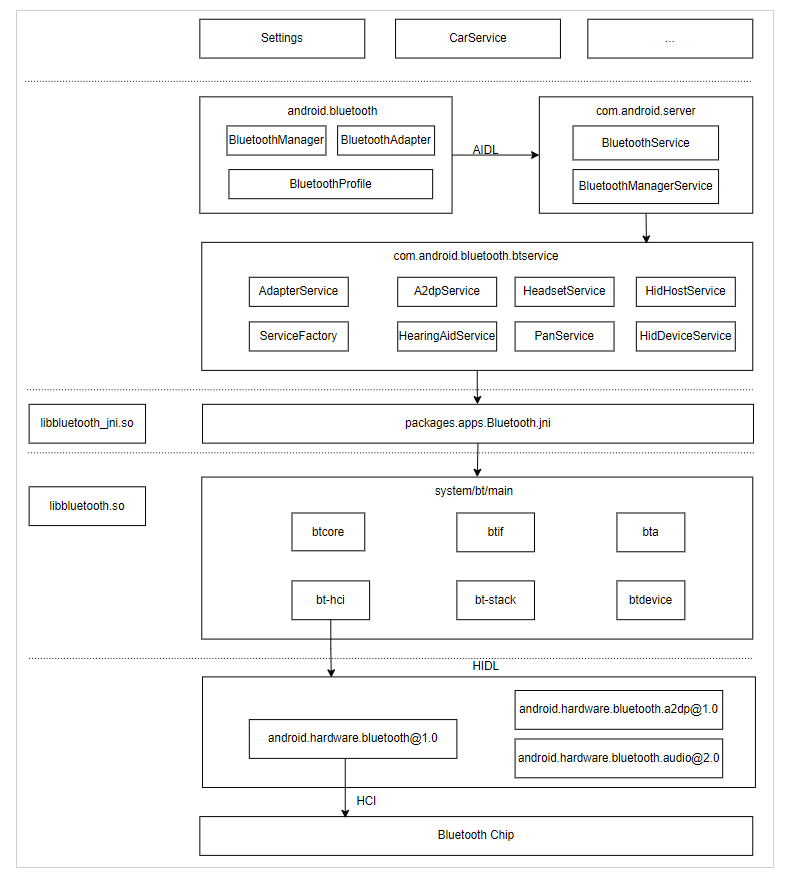 Settings
CarService
...
android.bluetooth
BluetoothManager
BluetoothAdapter
BluetoothProfile
AIDL
com.android.server
BluetoothService
BluetoothManagerService
com.android.bluetooth.btservice
AdapterService
A2dpService
HeadsetService
HidHostService
ServiceFactory
HearingAidService
PanService
HidDeviceService
libbluetooth_jni.so
packages.apps.Bluetooth.jni
libbluetooth.so
system/bt/main
btcore
btif
bta
bt-hci
bt-stack
btdevice
HIDL
android.hardware.bluetooth@1.0
android.hardware.bluetooth.a2dp@1.0
android.hardware.bluetooth.audio@2.0
HCI
Bluetooth Chip